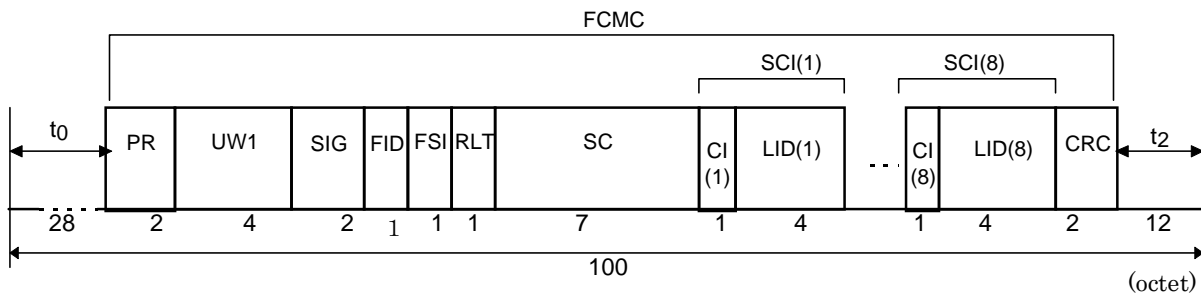 FCMC
SCI(1) SCI(8)
t0 PR UW1 SIG FID FSI RLT SC CI (1) LID(1) CI (8) LID(8) CRC t2
28 2 4 2 1 1 1 7 1 4 1 4 2 12
100
(octet)